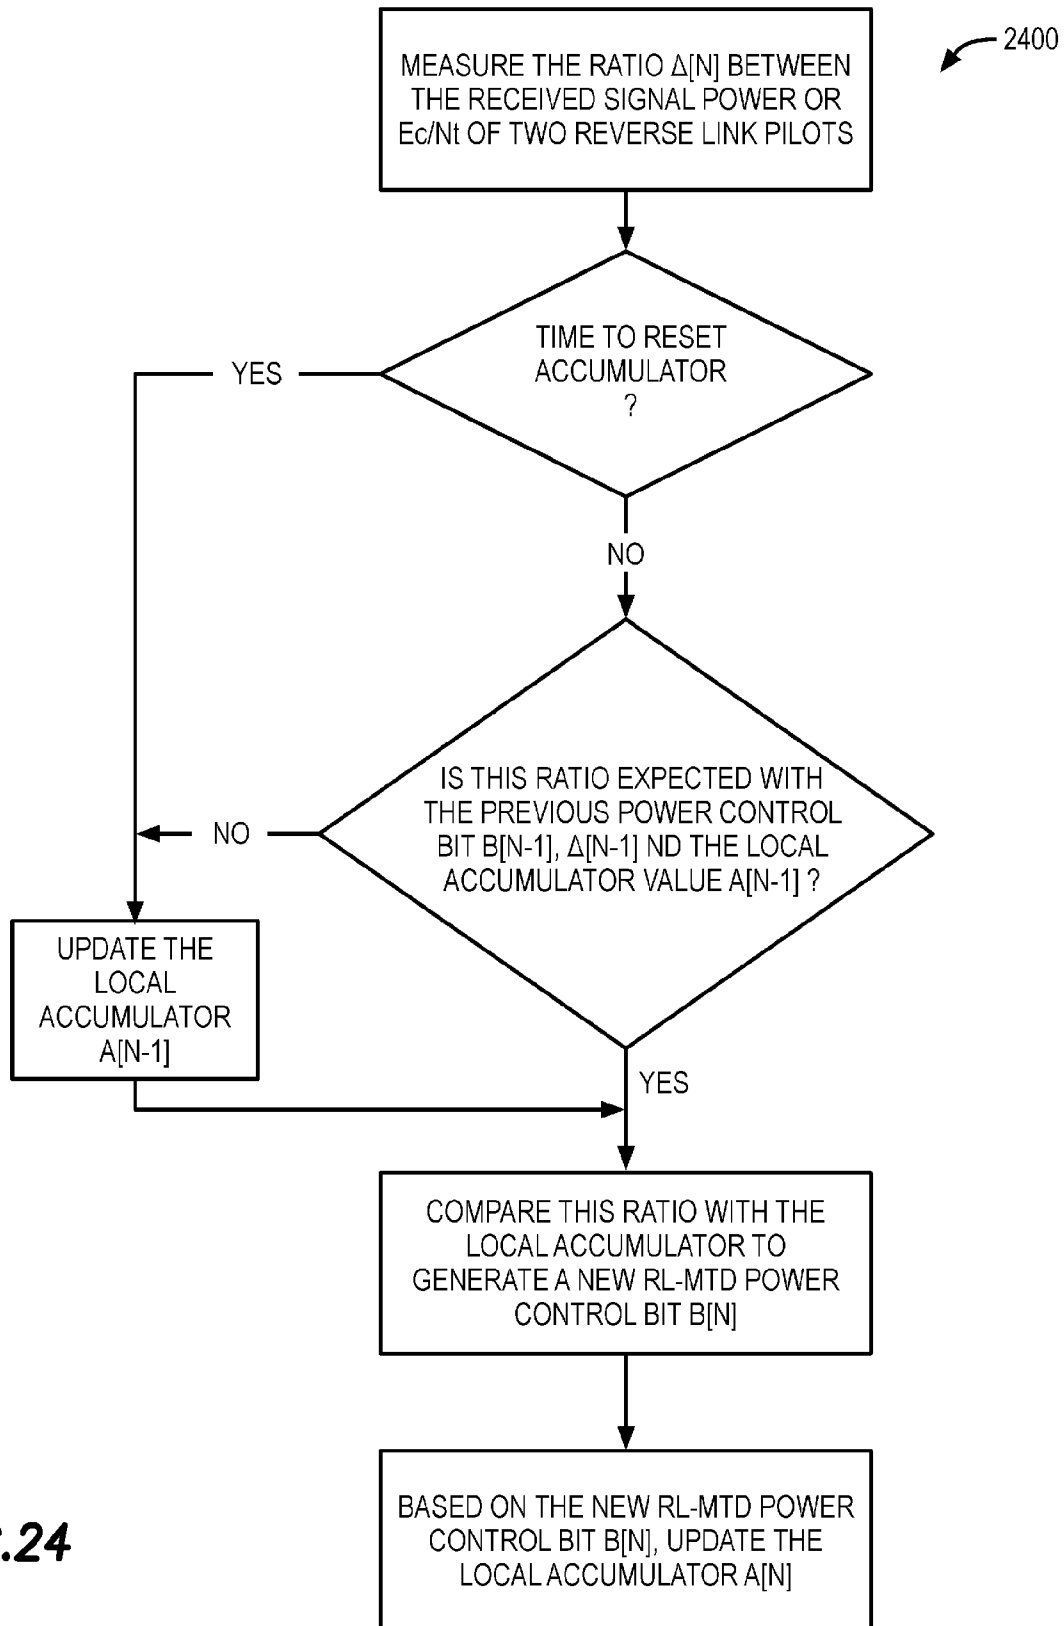 2400
MEASURE THE RATIO Δ[N] BETWEEN
THE RECEIVED SIGNAL POWER OR
Ec/Nt OF TWO REVERSE LINK PILOTS
TIME TO RESET
ACCUMULATOR
?
YES
NO
IS THIS RATIO EXPECTED WITH
THE PREVIOUS POWER CONTROL
BIT B[N-1], Δ[N-1] ND THE LOCAL
ACCUMULATOR VALUE A[N-1] ?
NO
UPDATE THE
LOCAL
ACCUMULATOR
A[N-1]
YES
COMPARE THIS RATIO WITH THE
LOCAL ACCUMULATOR TO
GENERATE A NEW RL-MTD POWER
CONTROL BIT B[N]
BASED ON THE NEW RL-MTD POWER
CONTROL BIT B[N], UPDATE THE
LOCAL ACCUMULATOR A[N]
.24